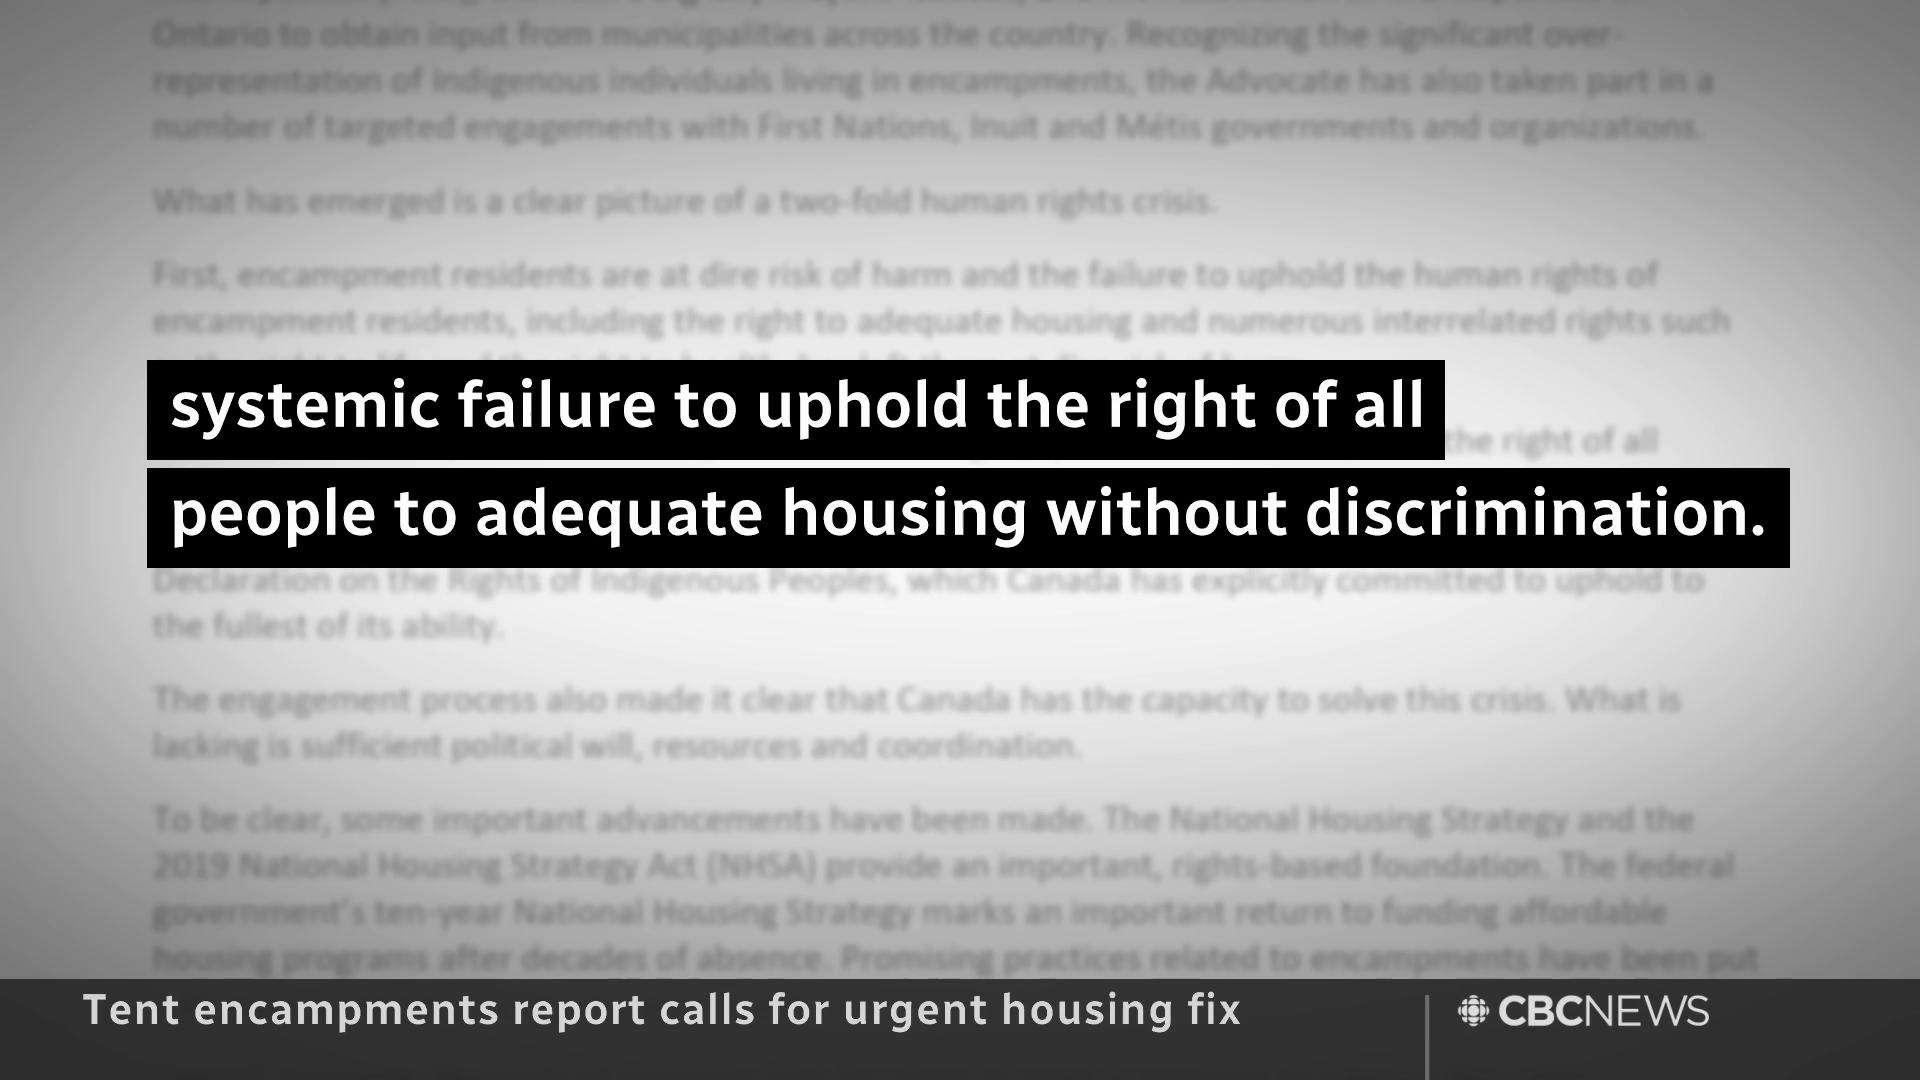 Ontario to obtain input from municipalities across the country. Recognizing the significant over-
representation of Indigenous individuals living in encampments, the Advocate has also taken part in a
number of targeted engagements with First Nations, Inuit and Métis governments and organizations.
What has emerged is a clear picture of a two-fold human rights crisis.
First, encampment residents are at dire risk of harm and the failure to uphold the human rights of
encampment residents, including the right to adequate housing and numerous interrelated rights such
systemic failure to uphold the right of all
the right of all
people to adequate housing without discrimination.
Declaration on the Rights of Indigenous Peoples, which Canada has explicitly committed to uphold to
the fullest of its ability.
The engagement process also made it clear that Canada has the capacity to solve this crisis. What is
lacking is sufficient political will, resources and coordination.
To be clear, some important advancements have been made. The National Housing Strategy and the
2019 National Housing Strategy Act (NHSA) provide an important, rights-based foundation. The federal
government's ten-year National Housing Strategy marks an important return to funding affordable
housing programs after decades of absence. Promising practices related to encampments have been put
Tent encampments report calls for urgent housing fix
CBCNEWS